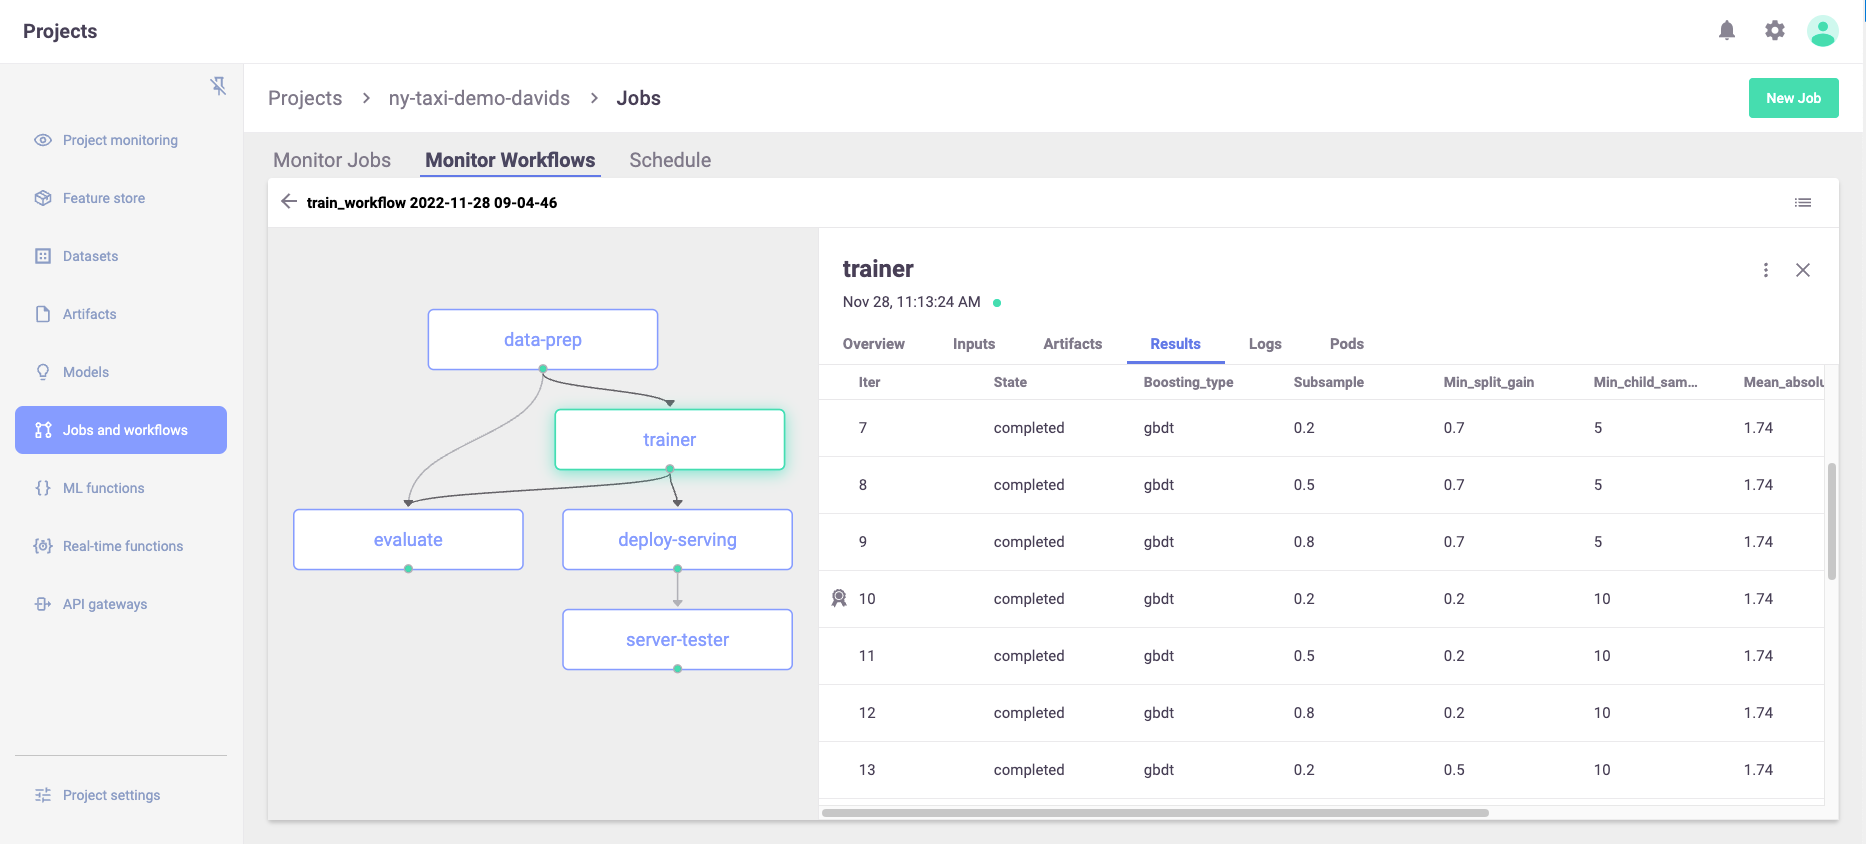 Projects
Projects > ny-taxi-demo-davids > Jobs
New Job
Project monitoring
Feature store
Datasets
Artifacts
Models
Jobs and workflows
ML functions
Real-time functions
API gateways
Project settings
Monitor Jobs Monitor Workflows Schedule
train_workflow 2022-11-28 09-04-46
data-prep
trainer
evaluate
deploy-serving
server-tester
trainer
Nov 28, 11:13:24 AM
Overview Inputs Artifacts Results Logs Pods
Iter State Boosting_type Subsample Min_split_gain Min_child_sam... Mean_absolu
7 completed gbdt 0.2 0.7 5 1.74
8 completed gbdt 0.5 0.7 5 1.74
9 completed gbdt 0.8 0.7 5 1.74
10 completed gbdt 0.2 0.2 10 1.74
11 completed gbdt 0.5 0.2 10 1.74
12 completed gbdt 0.8 0.2 10 1.74
13 completed gbdt 0.2 0.5 10 1.74